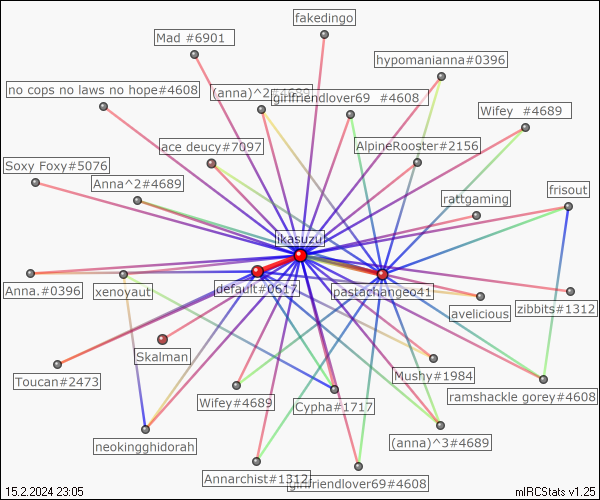 fakedingo
Mad #6901
hypomanianna#0396
no cops no laws no hope#4608
(anna)^2#4689
girlfriendlover69 #4608
Wifey #4689
ace deucy#7097
AlpineRooster#2156
Soxy Foxy#5076
Anna^2#4689
rattgaming
frisout
ikasuzu
Anna.#0396
xenoyaut
default#0617
pastachangeo41
avelicious
zibbits#1312
Skalman
Toucan#2473
Mushy#1984
ramshackle gorey#4608
Wifey#4689
Cypha#1717
neokingghidorah
(anna)^3#4689
Annarchist#1312
girlfriendlover69#4608
15.2.2024 23:05
mIRCStats v1.25